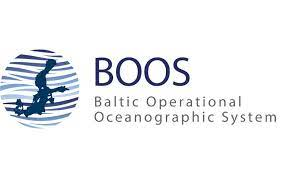 BOOS
Baltic Operational
Oceanographic System